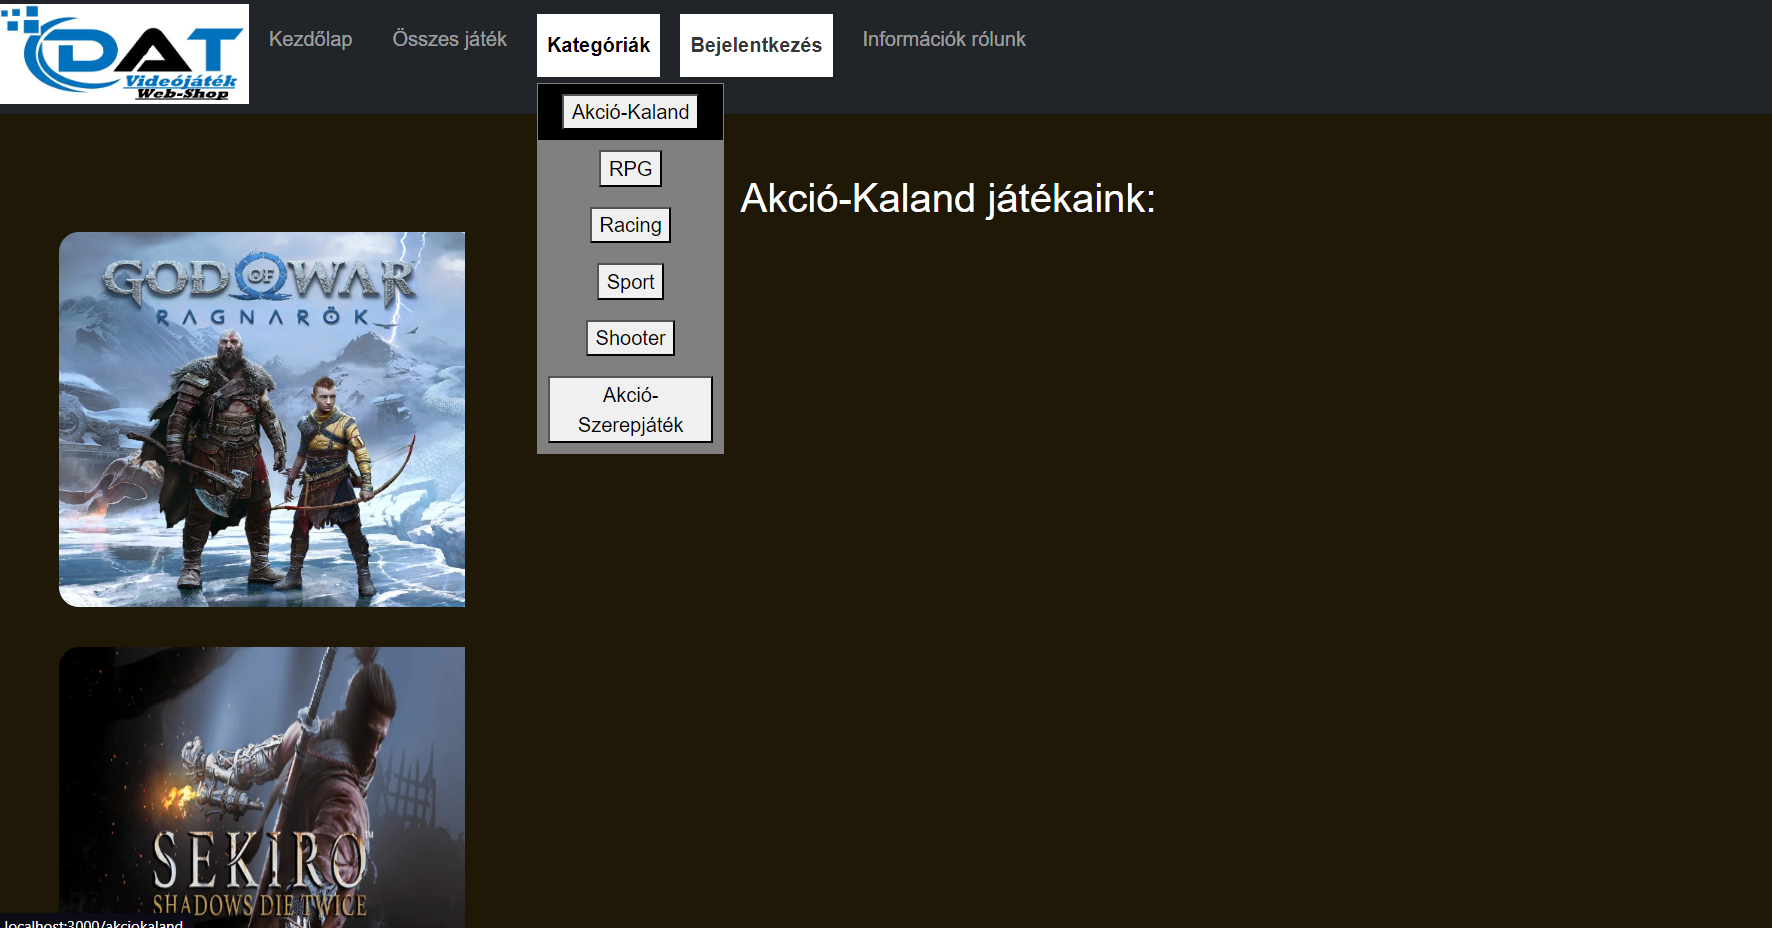 DAT
Videójáték
Web-Shop
Kezdőlap
Összes játék
Kategóriák
Bejelentkezés
Információk rólunk
Akció-Kaland
RPG
Racing
Sport
Shooter
Akció-
Szerepjáték
Akció-Kaland játékaink:
GOD OF WAR
RAGNARÖK
SEKIRO™
SHADOWS DIE TWICE
localhost:3000/akciokaland